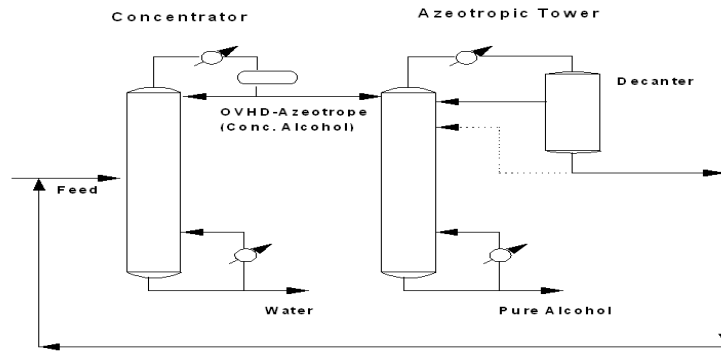 Concentrator
Azeotropic Tower
Decanter
OVHD-Azeotrope
(Conc. Alcohol)
Feed
Water
Pure Alcohol